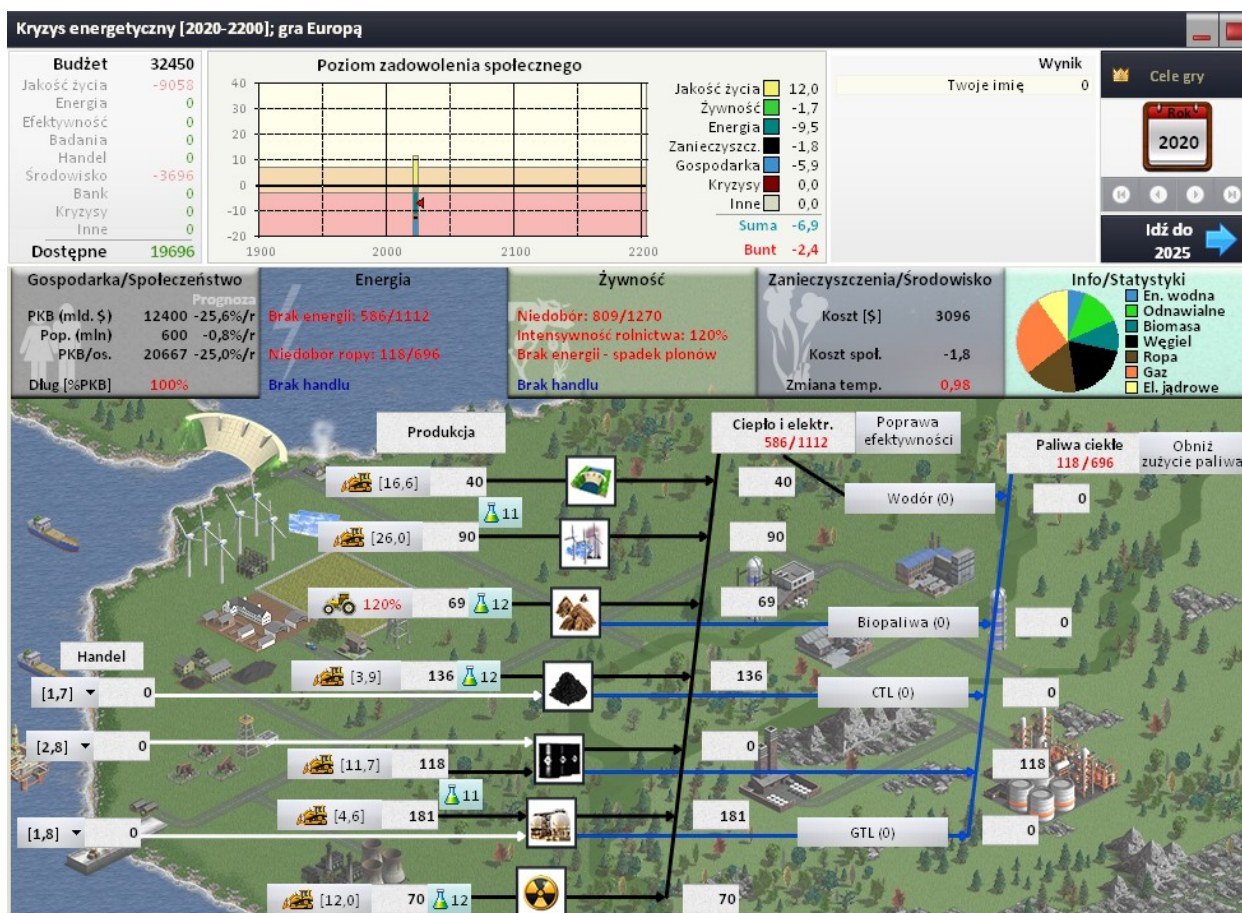 Kryzys energetyczny [2020-2200]; gra Europą
Budżet 32450
Jakość życia -9058
Energia 0
Efektywność 0
Badania 0
Handel 0
Środowisko -3696
Bank 0
Kryzysy 0
Inne 0
Dostępne 19696
Poziom zadowolenia społecznego
40
30
20
10
0
-10
-20
1900 2000 2100 2200
Jakość życia 12,0
Żywność -1,7
Energia -9,5
Zanieczyszcz. -1,8
Gospodarka -5,9
Kryzysy 0,0
Inne 0,0
Suma -6,9
Bunt -2,4
Wynik
Twoje imię 0
Cele gry
Rok
2020
Idź do
2025
Gospodarka/Społeczeństwo
Prognoza
PKB (mld. $) 12400 -25,6%/r
Pop. (mln) 600 -0,8%/r
PKB/os. 20667 -25,0%/r
Dług [%PKB] 100%
Energia
Brak energii: 586/1112
Niedobór ropy: 118/696
Brak handlu
Żywność
Niedobór: 809/1270
Intensywność rolnictwa: 120%
Brak energii - spadek plonów
Brak handlu
Zanieczyszczenia/Środowisko
Koszt [$] 3096
Koszt społ. -1,8
Zmiana temp. 0,98
Info/Statystyki
En. wodna
Odnawialne
Biomasa
Węgiel
Ropa
Gaz
El. jądrowe
Produkcja
Ciepło i elektr.
586/1112
Poprawa
efektywności
Paliwa ciekłe
118/696
Obniż
zużycie paliwa
[16,6] 40 40
Wodór (0) 0
11
[26,0] 90 90
120% 69 12 69
Biopaliwa (0) 0
Handel
[3,9] 136 12 136
[1,7] 0 CTL (0) 0
[2,8] 0 0
[11,7] 118 118
11
[4,6] 181 181
[1,8] 0 GTL (0) 0
[12,0] 70 12 70